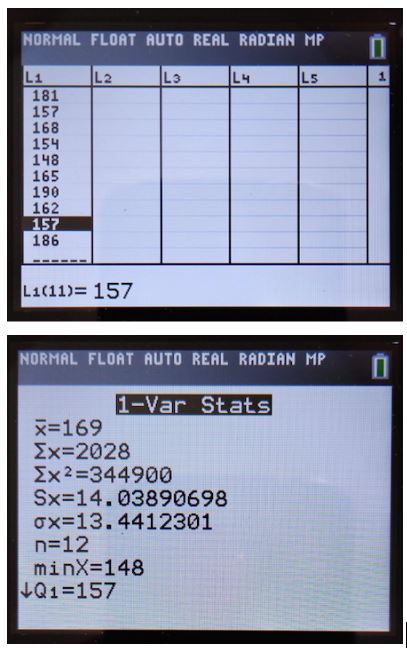 NORMAL FLOAT AUTO REAL RADIAN MP
L1 L2 L3 L4 L5 1
181
157
168
154
148
165
190
162
157
186
------
L1(11)=157
NORMAL FLOAT AUTO REAL RADIAN MP
1-Var Stats
x̄=169
Σx=2028
Σx²=344900
Sx=14.03890698
σx=13.4412301
n=12
minX=148
↓Q1=157